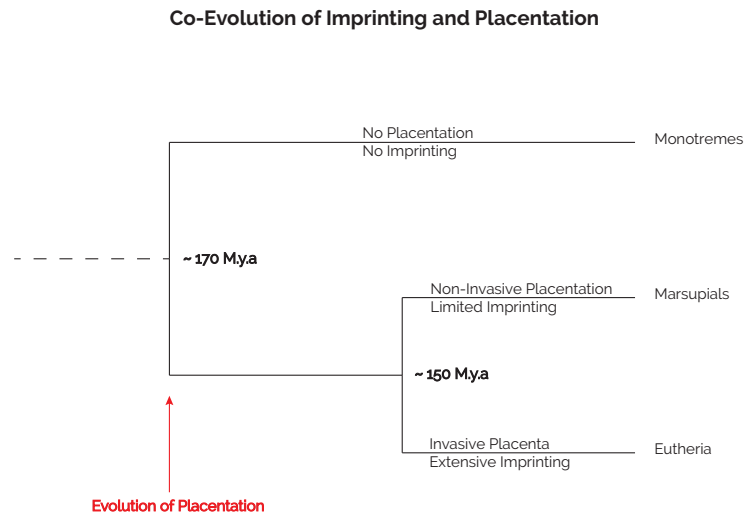 Co-Evolution of Imprinting and Placentation
No Placentation
No Imprinting
Monotremes
~ 170 M.y.a
Non-Invasive Placentation
Limited Imprinting
Marsupials
~ 150 M.y.a
Invasive Placenta
Extensive Imprinting
Eutheria
Evolution of Placentation